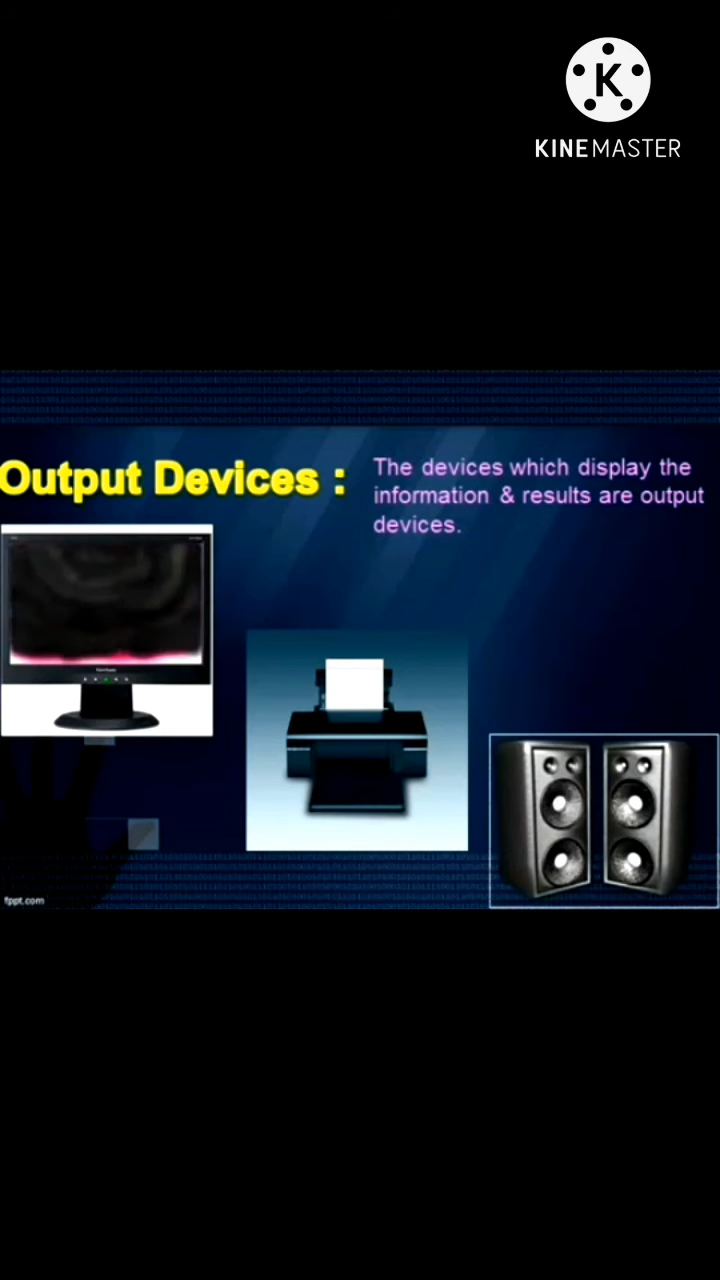 KINEMASTER
Output Devices :
The devices which display the
information & results are output
devices.
fppt.com